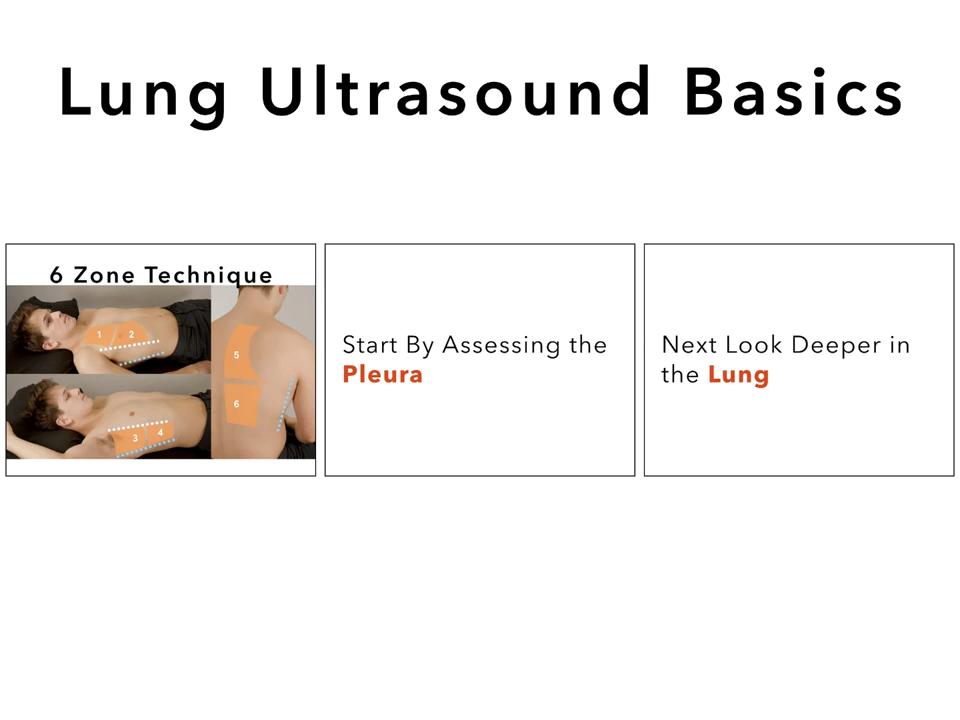 Lung Ultrasound Basics
6 Zone Technique
1 2
3 4
5
6
Start By Assessing the
Pleura
Next Look Deeper in
the Lung